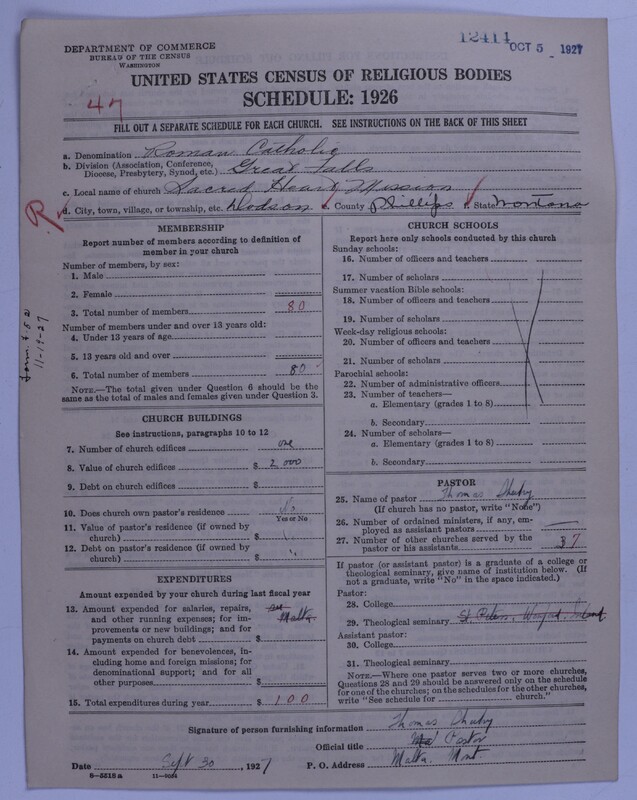 12414
OCT 5 1927
DEPARTMENT OF COMMERCE
BUREAU OF THE CENSUS
WASHINGTON
UNITED STATES CENSUS OF RELIGIOUS BODIES
47
SCHEDULE: 1926
FILL OUT A SEPARATE SCHEDULE FOR EACH CHURCH. SEE INSTRUCTIONS ON THE BACK OF THIS SHEET
a. Denomination Roman Catholic
b. Division (Association, Conference, Diocese, Presbytery, Synod, etc.) Great Falls
c. Local name of church Sacred Heart Mission
R
d. City, town, village, or township, etc. Dodson e. County Phillips f. State Montana
MEMBERSHIP
Report number of members according to definition of
member in your church
Number of members, by sex:
1. Male
2. Female
3. Total number of members 80
Number of members under and over 13 years old:
4. Under 13 years of age
5. 13 years old and over
6. Total number of members 80
NOTE.—The total given under Question 6 should be
same as the total of males and females given under Question 3.
11-19-27
CHURCH BUILDINGS
See instructions, paragraphs 10 to 12
7. Number of church edifices one
8. Value of church edifices $ 2000
9. Debt on church edifices $
10. Does church own pastor's residence? No
Yes or No
11. Value of pastor's residence (if owned by
church) $
12. Debt on pastor's residence (if owned by
church) $
EXPENDITURES
Amount expended by your church during last fiscal year
13. Amount expended for salaries, repairs,
and other running expenses; for im-
provements or new buildings; and for
payments on church debt $
see Malta
14. Amount expended for benevolences, in-
cluding home and foreign missions; for
denominational support; and for all
other purposes $
15. Total expenditures during year $ 100
CHURCH SCHOOLS
Report here only schools conducted by this church
Sunday schools:
16. Number of officers and teachers
17. Number of scholars
Summer vacation Bible schools:
18. Number of officers and teachers
19. Number of scholars
Week-day religious schools:
20. Number of officers and teachers
21. Number of scholars
Parochial schools:
22. Number of administrative officers
23. Number of teachers—
a. Elementary (grades 1 to 8)
b. Secondary
24. Number of scholars—
a. Elementary (grades 1 to 8)
b. Secondary
PASTOR
25. Name of pastor Thomas
(If church has no pastor, write "None")
26. Number of ordained ministers, if any, em-
ployed as assistant pastors
27. Number of other churches served by the
pastor or his assistants 37
If pastor (or assistant pastor) is a graduate of a college or
theological seminary, give name of institution below. (If
not a graduate, write "No" in the space indicated.)
Pastor:
28. College
29. Theological seminary St. Peters, Ireland
Assistant pastor:
30. College
31. Theological seminary
NOTE.—Where one pastor serves two or more churches,
Questions 28 and 29 should be answered only on the schedule
for one of the churches; on the schedules for the other churches,
write "See schedule for church."
Signature of person furnishing information Thomas
Official title Pastor
Date Sept 30, 1927 P. O. Address Malta. Mont.
8-5318a 11-9034